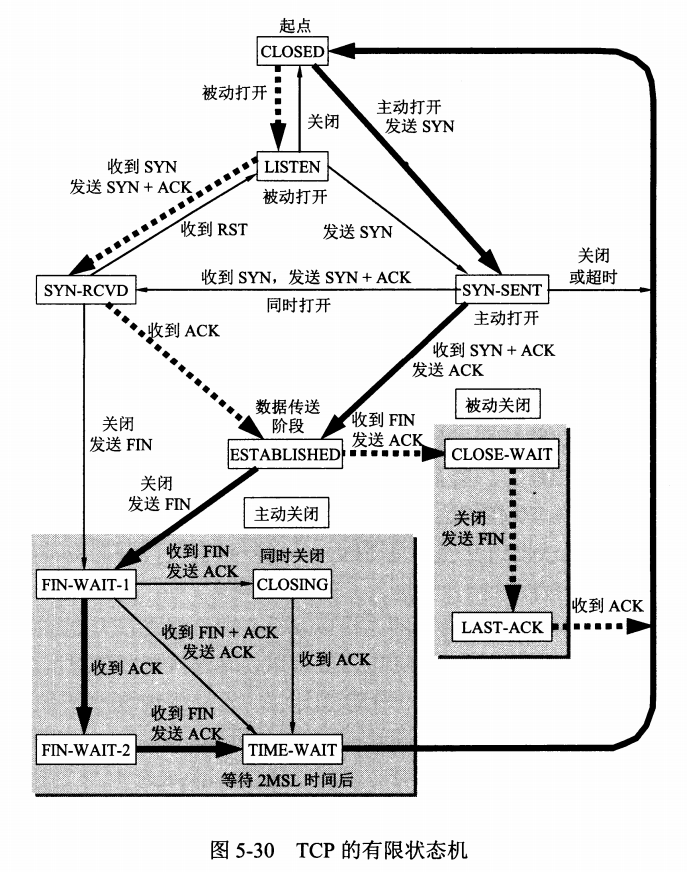 起点
CLOSED
被动打开
关闭
主动打开
发送 SYN
收到 SYN
发送 SYN + ACK
LISTEN
被动打开
收到 RST
发送 SYN
关闭
或超时
SYN-RCVD
收到 SYN，发送 SYN + ACK
同时打开
SYN-SENT
主动打开
收到 ACK
收到 SYN + ACK
发送 ACK
关闭
发送 FIN
数据传送
阶段
ESTABLISHED
收到 FIN
发送 ACK
被动关闭
CLOSE-WAIT
关闭
发送 FIN
主动关闭
关闭
发送 FIN
LAST-ACK
收到 ACK
FIN-WAIT-1
收到 FIN
发送 ACK
同时关闭
CLOSING
收到 FIN + ACK
发送 ACK
收到 ACK
收到 ACK
FIN-WAIT-2
收到 FIN
发送 ACK
TIME-WAIT
等待 2MSL 时间后
图 5-30 TCP 的有限状态机